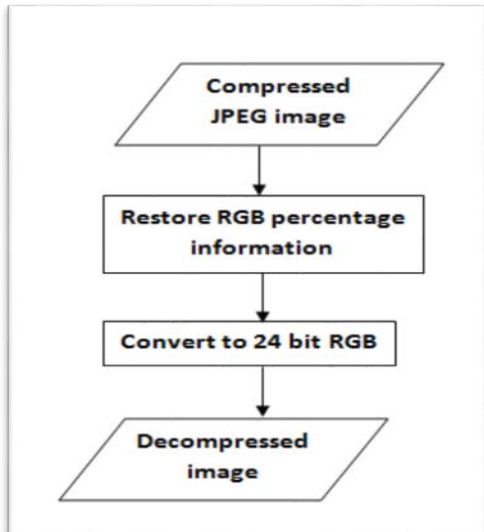 Compressed
JPEG image
Restore RGB percentage
information
Convert to 24 bit RGB
Decompressed
image